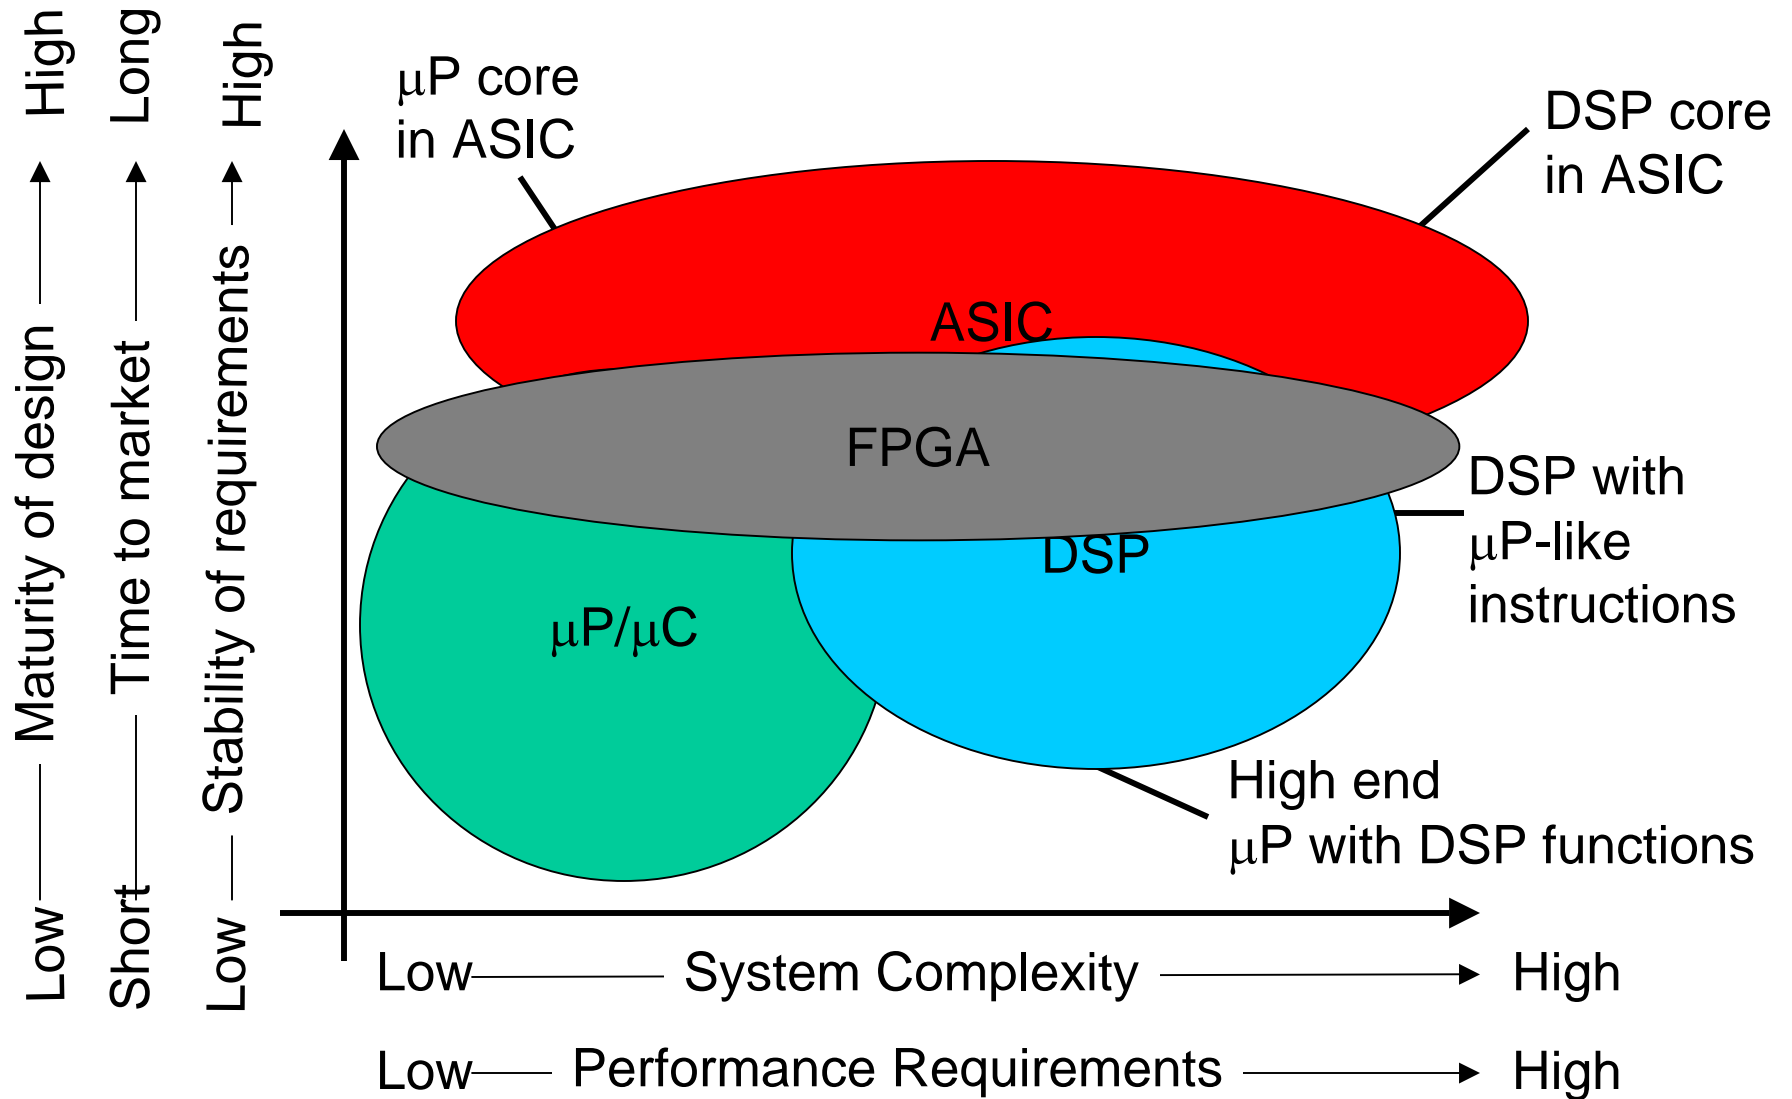 High
Maturity of design
Low
Long
Time to market
Short
High
Stability of requirements
Low
μP core
in ASIC
DSP core
in ASIC
ASIC
FPGA
DSP
μP/μC
DSP with
μP-like
instructions
High end
μP with DSP functions
Low System Complexity High
Low Performance Requirements High